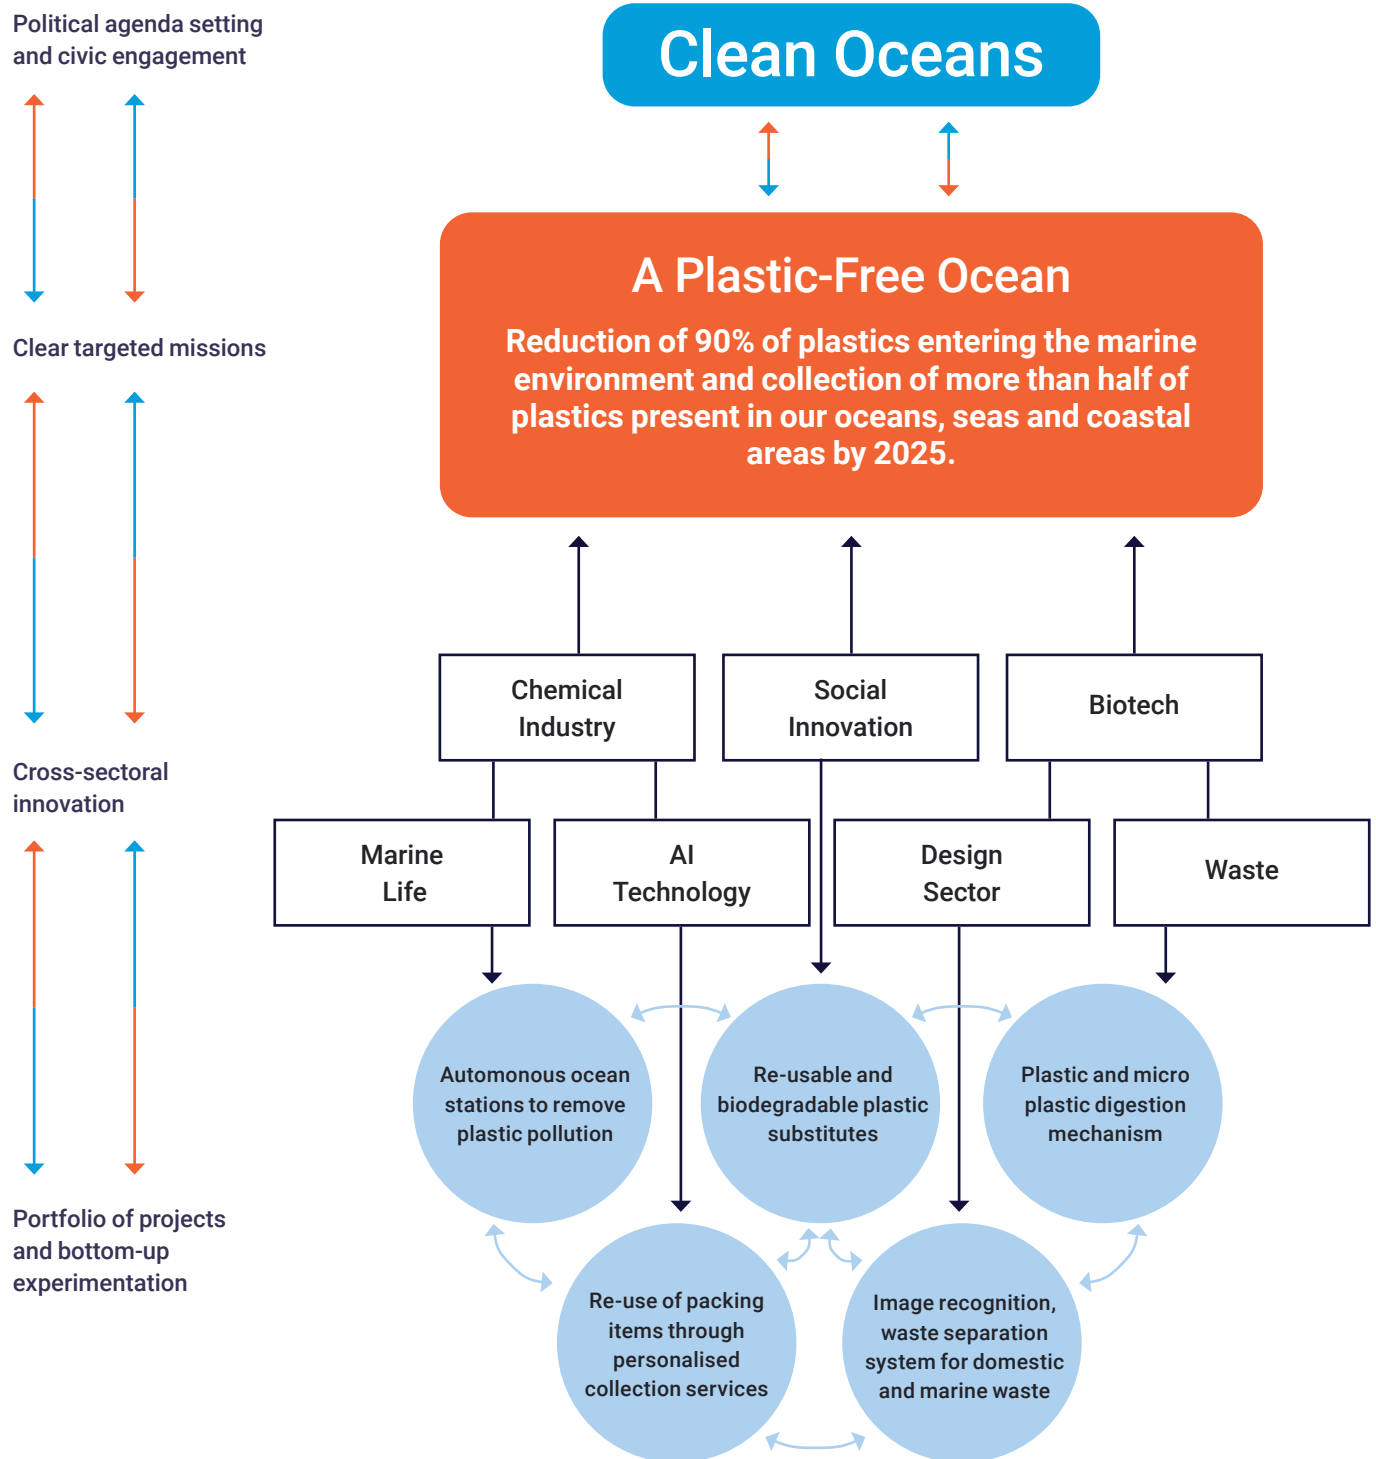 Political agenda setting
and civic engagement
Clean Oceans
A Plastic-Free Ocean
Reduction of 90% of plastics entering the marine
environment and collection of more than half of
plastics present in our oceans, seas and coastal
areas by 2025.
Clear targeted missions
Chemical
Industry
Social
Innovation
Biotech
Cross-sectoral
innovation
Marine
Life
AI
Technology
Design
Sector
Waste
Automonous ocean
stations to remove
plastic pollution
Re-usable and
biodegradable plastic
substitutes
Plastic and micro
plastic digestion
mechanism
Portfolio of projects
and bottom-up
experimentation
Re-use of packing
items through
personalised
collection services
Image recognition,
waste separation
system for domestic
and marine waste